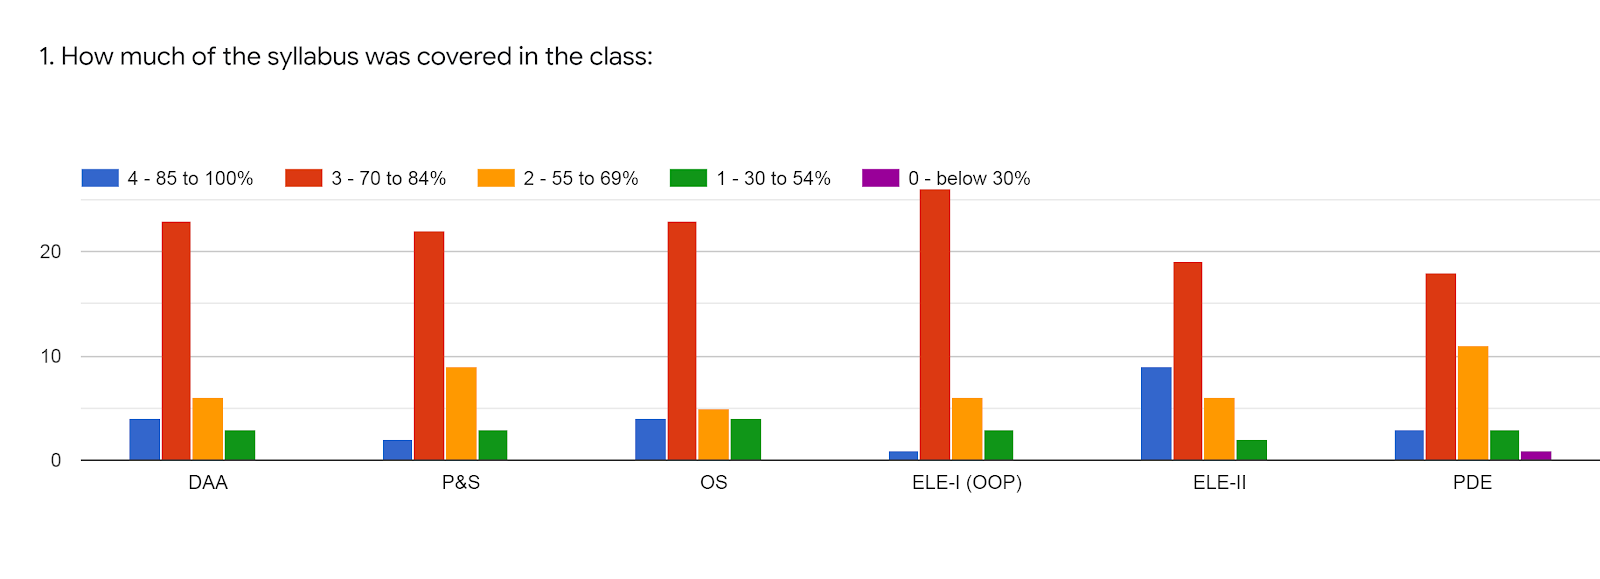 1. How much of the syllabus was covered in the class:
4 - 85 to 100% 3 - 70 to 84% 2 - 55 to 69% 1 - 30 to 54% 0 - below 30%
20
10
0
DAA P&S OS ELE-I (OOP) ELE-II PDE